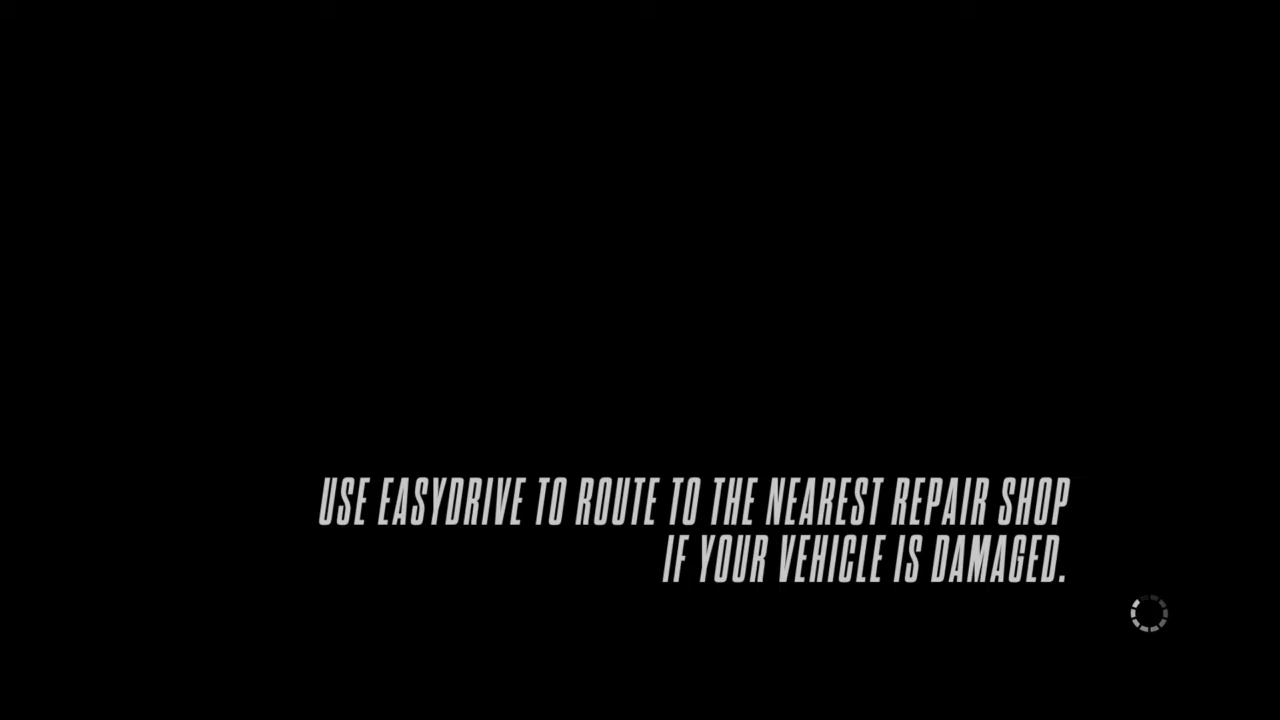 USE EASYDRIVE TO ROUTE TO THE NEAREST REPAIR SHOP
IF YOUR VEHICLE IS DAMAGED.